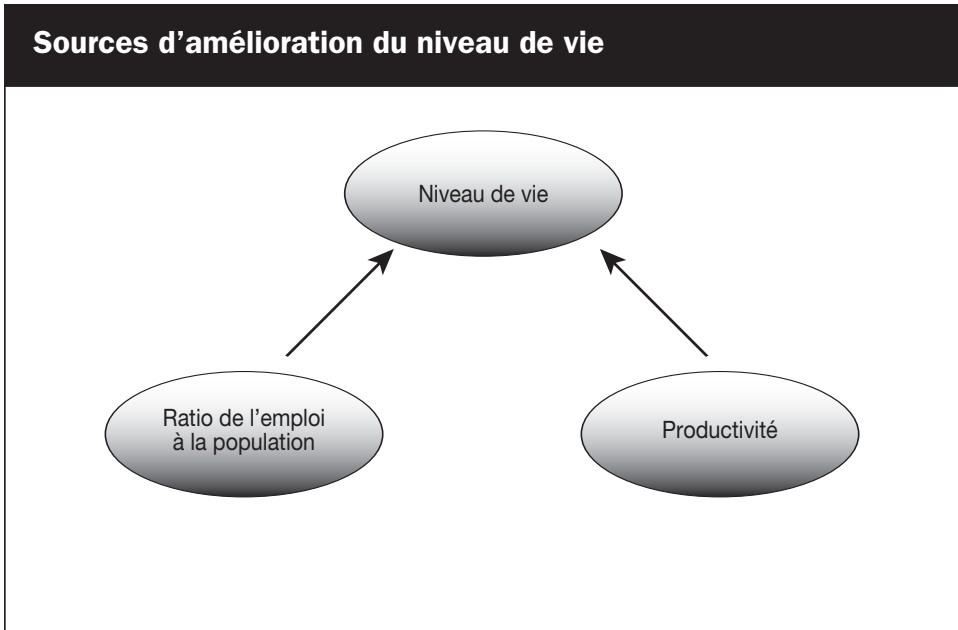 Sources d’amélioration du niveau de vie
Niveau de vie
Ratio de l’emploi
à la population
Productivité